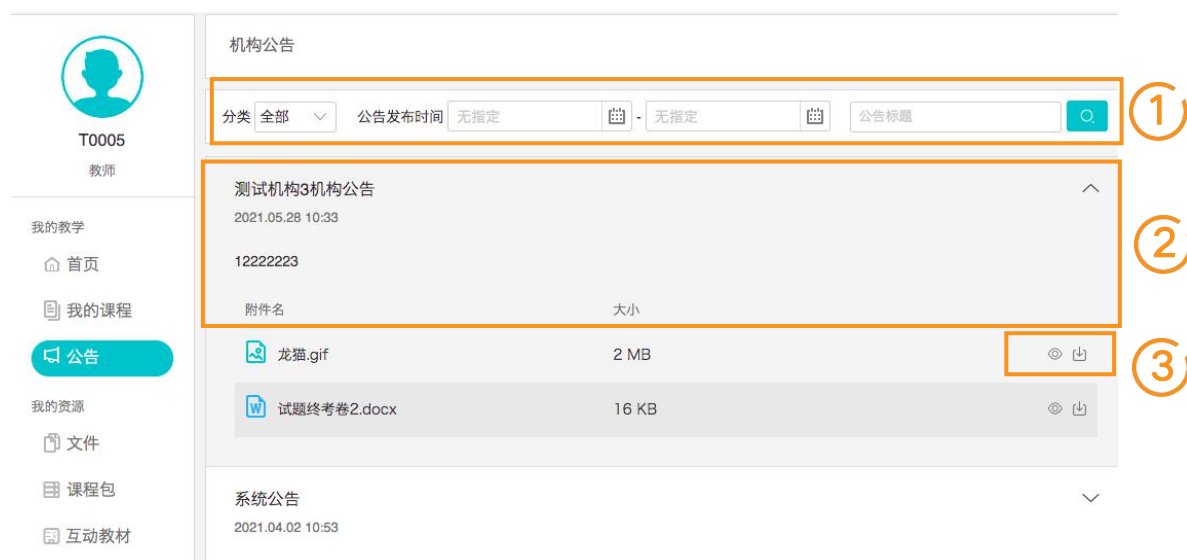 T0005
教师
我的教学
首页
我的课程
公告
我的资源
文件
课程包
互动教材
机构公告
分类 全部 公告发布时间 无指定 - 无指定 公告标题
①
测试机构3机构公告
2021.05.28 10:33
12222223
②
附件名 大小
龙猫.gif 2 MB
③
W 试题终考卷2.docx 16 KB
系统公告
2021.04.02 10:53